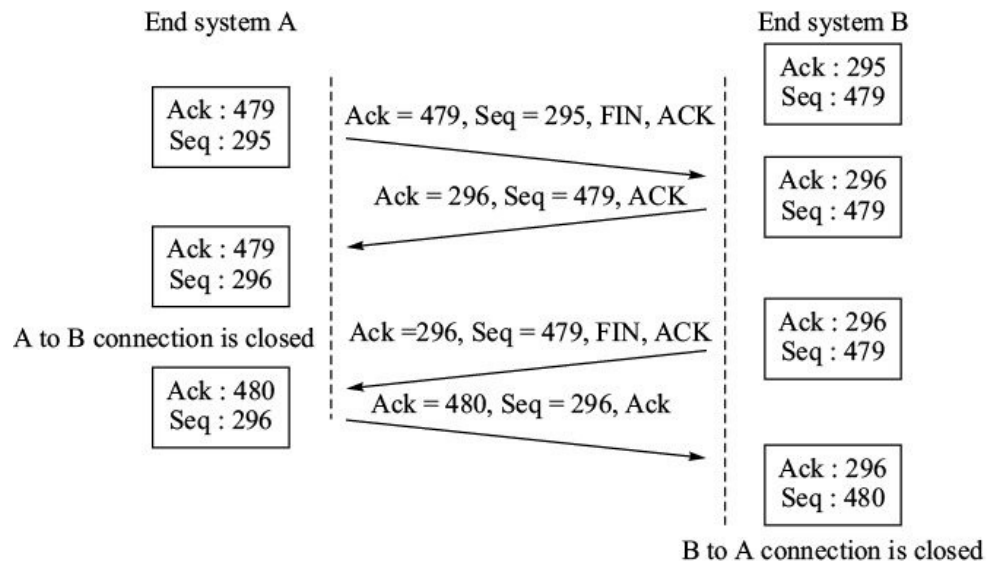 End system A
End system B
Ack : 295
Seq : 479
Ack : 479
Seq : 295
Ack = 479, Seq = 295, FIN, ACK
Ack : 296
Seq : 479
Ack = 296, Seq = 479, ACK
Ack : 479
Seq : 296
A to B connection is closed
Ack =296, Seq = 479, FIN, ACK
Ack : 296
Seq : 479
Ack : 480
Seq : 296
Ack = 480, Seq = 296, Ack
Ack : 296
Seq : 480
B to A connection is closed